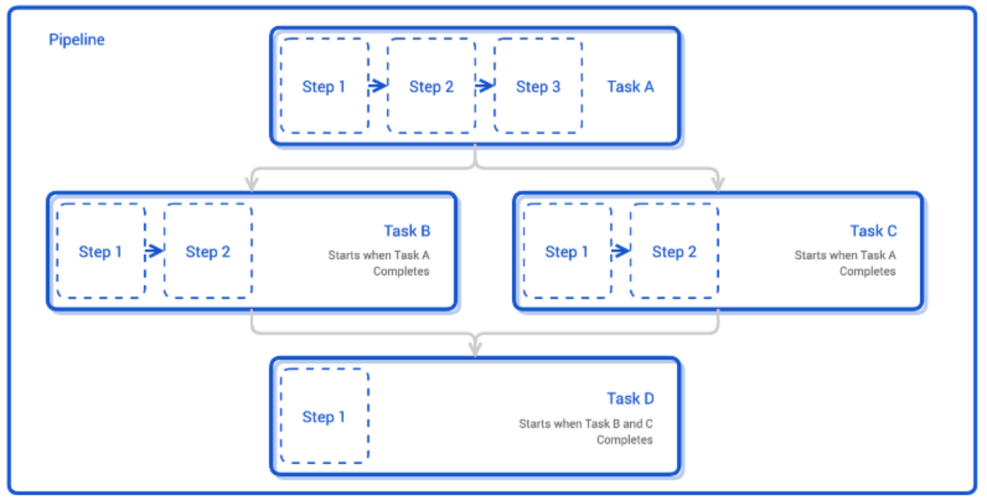 Pipeline
Step 1
Step 2
Step 3
Task A
Step 1
Step 2
Task B
Starts when Task A
Completes
Step 1
Step 2
Task C
Starts when Task A
Completes
Step 1
Task D
Starts when Task B and C
Completes